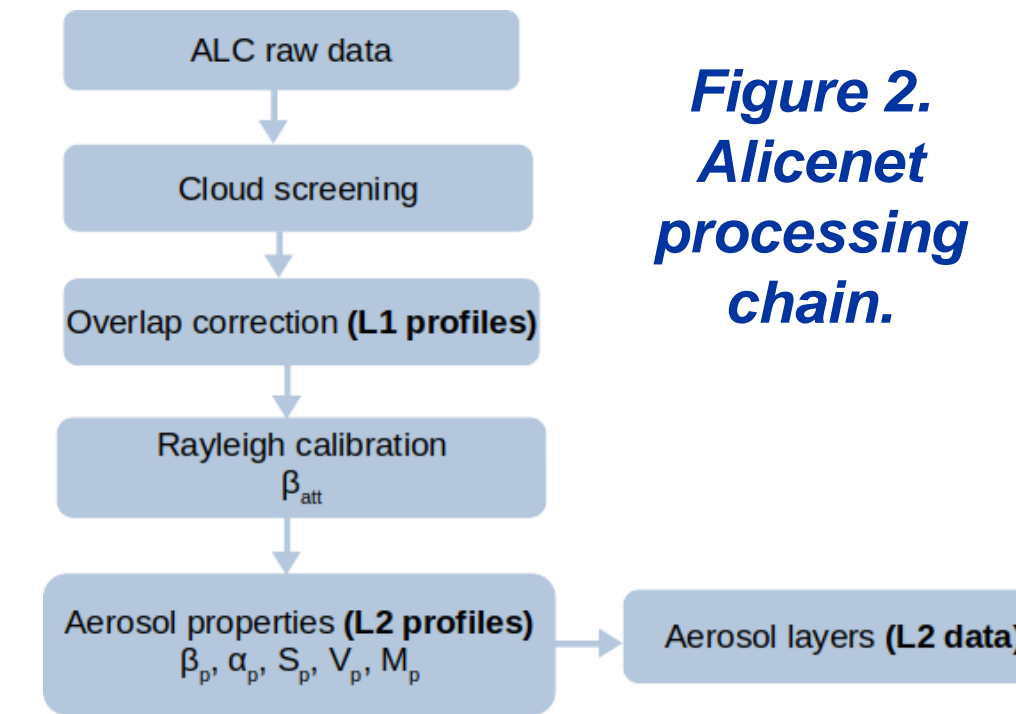 ALC raw data
Figure 2.
Alicenet
processing
chain.
Cloud screening
Overlap correction (L1 profiles)
Rayleigh calibration
βatt
Aerosol properties (L2 profiles)
βp, αp, Sp, Vp, Mp
Aerosol layers (L2 data)